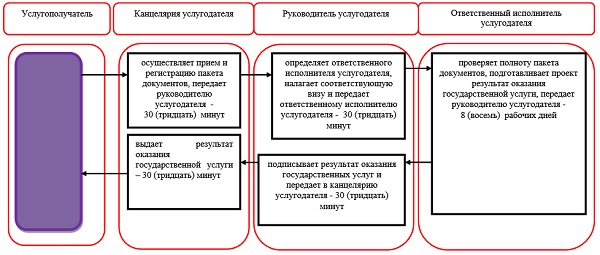 Услугополучатель
Канцелярия услугодателя
Руководитель услугодателя
Ответственный исполнитель
услугодателя
осуществляет прием и
регистрацию пакета
документов, передает
руководителю
услугодателя -
30 (тридцать) минут
определяет ответственного
исполнителя услугодателя,
налагает соответствующую
визу и передает
ответственному исполнителю
услугодателя - 30 (тридцать)
минут
проверяет полноту пакета
документов, подготавливает проект
результат оказания
государственной услуги, передает
руководителю услугодателя -
8 (восемь) рабочих дней
выдает результат
оказания
государственной услуги
– 30 (тридцать) минут
подписывает результат оказания
государственных услуг и
передает в канцелярию
услугодателя - 30 (тридцать)
минут